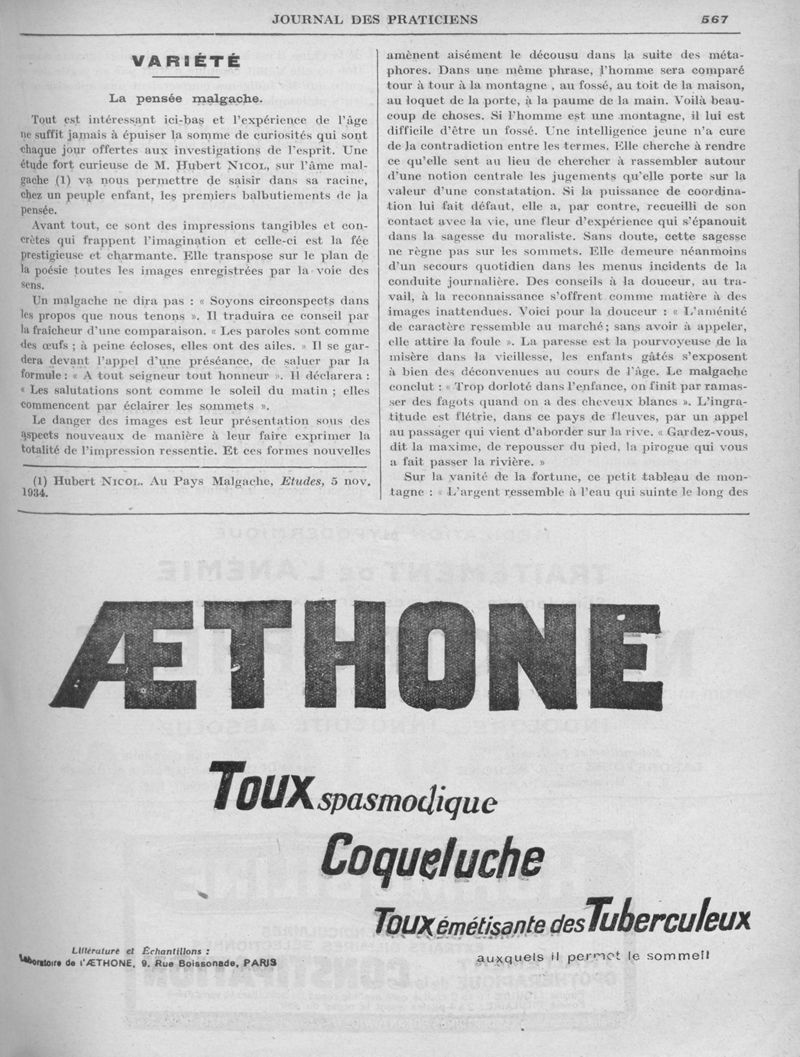 JOURNAL DES PRATICIENS 567
VARIÉTÉ
La pensée malgache.
Tout est intéressant ici-bas et l'expérience de l'âge
ne suffit jamais à épuiser la somme de curiosités qui sont
chaque jour offertes aux investigations de l'esprit. Une
étude fort curieuse de M. Hubert NICOL, sur l'âme mal-
gache (1) va nous permettre de saisir dans sa racine,
chez un peuple enfant, les premiers balbutiements de la
pensée.
Avant tout, ce sont des impressions tangibles et con-
crètes qui frappent l'imagination et celle-ci est la fée
prestigieuse et charmante. Elle transpose sur le plan de
la poésie toutes les images enregistrées par la voie des
sens.
Un malgache ne dira pas : « Soyons circonspects dans
les propos que nous tenons ». Il traduira ce conseil par
la fraîcheur d'une comparaison. « Les paroles sont comme
des œufs ; à peine écloses, elles ont des ailes. » Il se gar-
dera devant l'appel d'une préséance, de saluer par la
formule : « A tout seigneur tout honneur ». Il déclarera :
« Les salutations sont comme le soleil du matin ; elles
commencent par éclairer les sommets ».
Le danger des images est leur présentation sous des
aspects nouveaux de manière à leur faire exprimer la
totalité de l'impression ressentie. Et ces formes nouvelles
(1) Hubert NICOL. Au Pays Malgache, Etudes, 5 nov.
1934.
amènent aisément le décousu dans la suite des méta-
phores. Dans une même phrase, l'homme sera comparé
tour à tour à la montagne , au fossé, au toit de la maison,
au loquet de la porte, à la paume de la main. Voilà beau-
coup de choses. Si l'homme est une montagne, il lui est
difficile d'être un fossé. Une intelligence jeune n'a cure
de la contradiction entre les termes. Elle cherche à rendre
ce qu'elle sent au lieu de chercher à rassembler autour
d'une notion centrale les jugements qu'elle porte sur la
valeur d'une constatation. Si la puissance de coordina-
tion lui fait défaut, elle a, par contre, recueilli de son
contact avec la vie, une fleur d'expérience qui s'épanouit
dans la sagesse du moraliste. Sans doute, cette sagesse
ne règne pas sur les sommets. Elle demeure néanmoins
d'un secours quotidien dans les menus incidents de la
conduite journalière. Des conseils à la douceur, au tra-
vail, à la reconnaissance s'offrent comme matière à des
images inattendues. Voici pour la douceur : « L'aménité
de caractère ressemble au marché ; sans avoir à appeler,
elle attire la foule ». La paresse est la pourvoyeuse de la
misère dans la vieillesse, les enfants gâtés s'exposent
à bien des déconvenues au cours de l'âge. Le malgache
conclut : « Trop dorloté dans l'enfance, on finit par ramas-
ser des fagots quand on a des cheveux blancs ». L'ingra-
titude est flétrie, dans ce pays de fleuves, par un appel
au passager qui vient d'aborder sur la rive. « Gardez-vous,
dit la maxime, de repousser du pied, la pirogue qui vous
a fait passer la rivière. »
Sur la vanité de la fortune, ce petit tableau de mon-
tagne : « L'argent ressemble à l'eau qui suinte le long des
ÆTHONE
TOUX spasmodique
Coqueluche
TOUX émétisante des Tuberculeux
auxquels il permet le sommeil
Littérature et Échantillons :
Laboratoire de l'ÆTHONE, 9. Rue Boissonade, PARIS